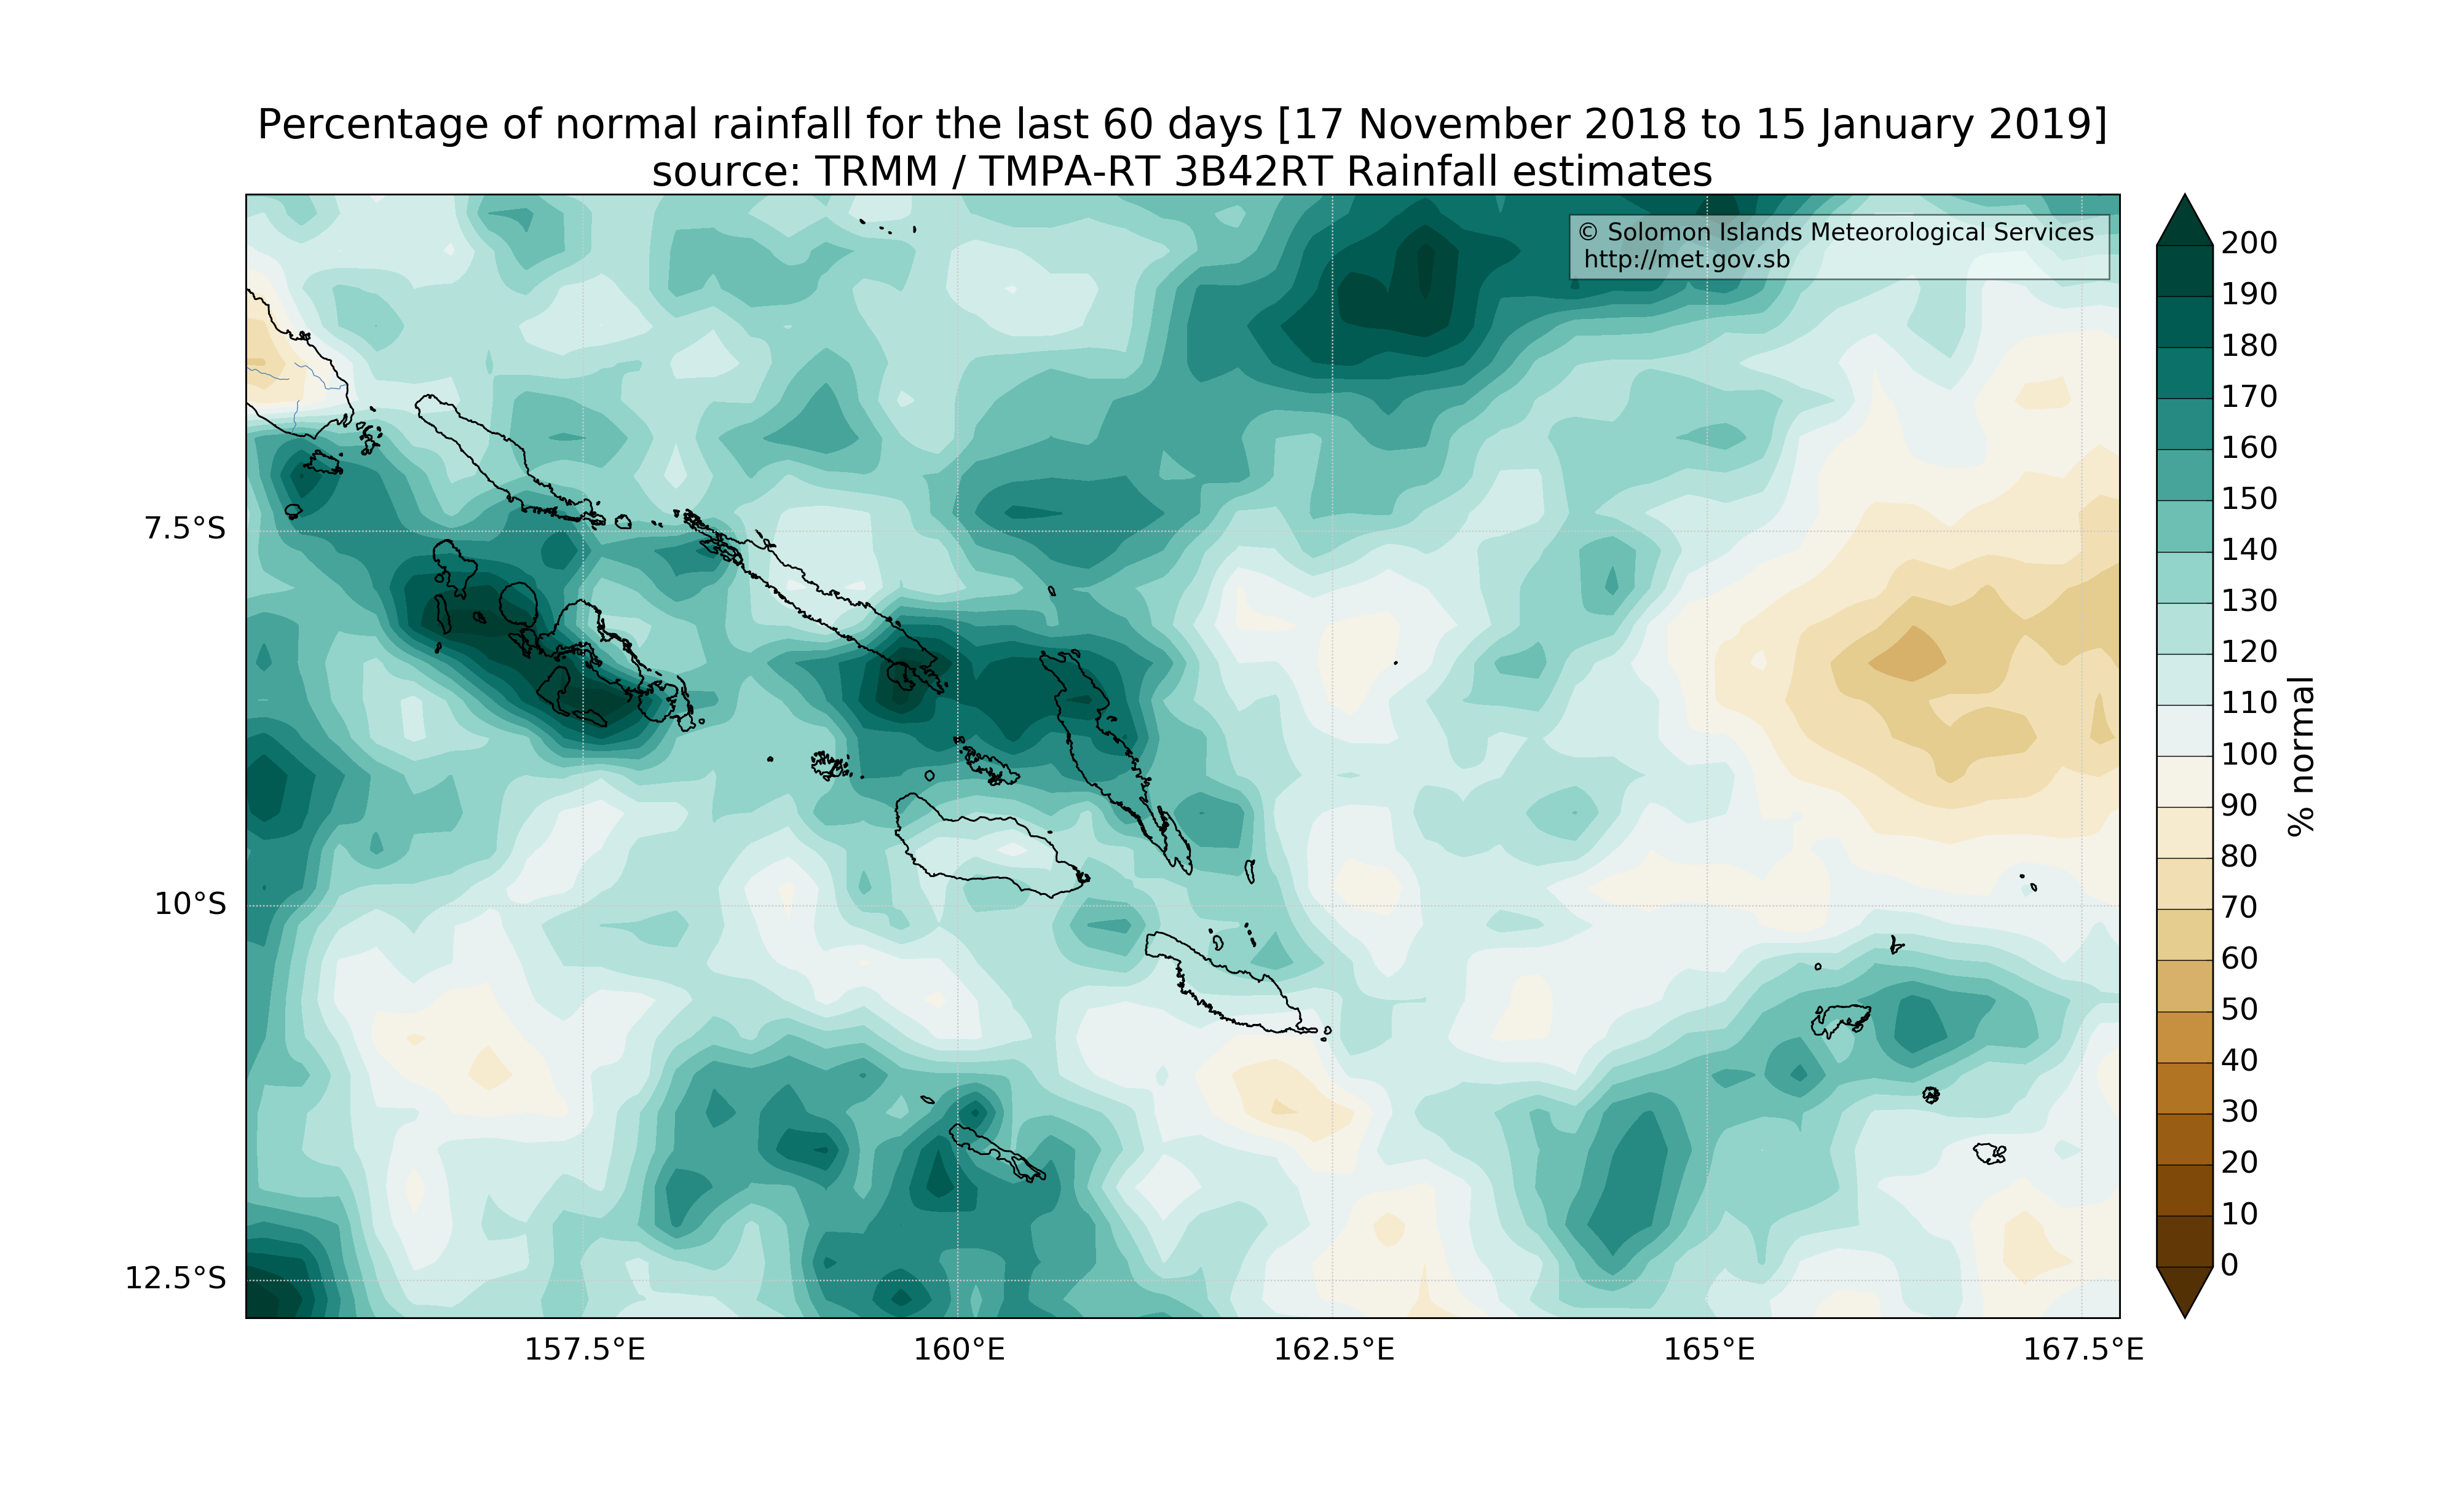 Percentage of normal rainfall for the last 60 days [17 November 2018 to 15 January 2019]
source: TRMM / TMPA-RT 3B42RT Rainfall estimates
© Solomon Islands Meteorological Services
http://met.gov.sb
7.5°S
10°S
12.5°S
157.5°E
160°E
162.5°E
165°E
167.5°E
200
190
180
170
160
150
140
130
120
110
100
90
80
70
60
50
40
30
20
10
0
% normal